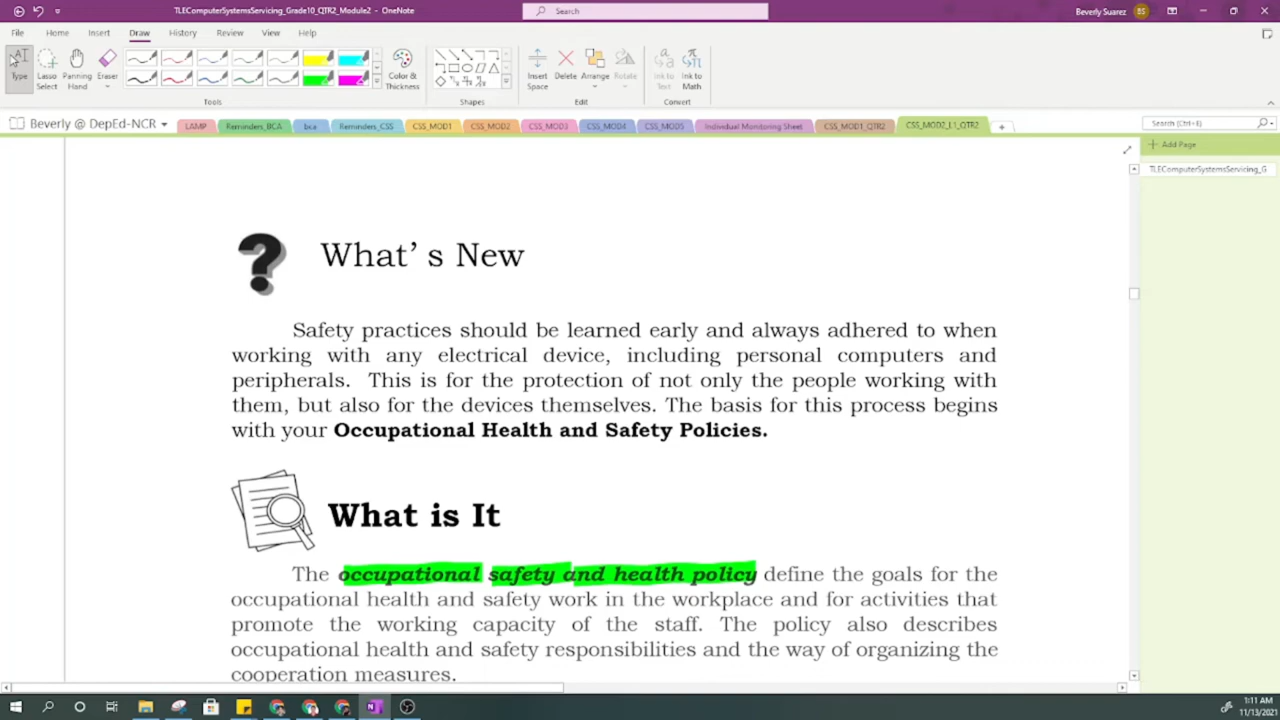 TLEComputerSystemsServicing_Grade10_QTR2_Module2 - OneNote
Search
Beverly Suarez
BS
File Home Insert Draw History Review View Help
Type
Lasso Select
Panning Hand
Eraser
Color & Thickness
Insert Space
Delete
Arrange
Rotate
Ink to Text
Ink to Math
Tools
Shapes
Edit
Convert
Beverly @ DepEd-NCR
LAMP Reminders_BCA bca Reminders_CSS CSS_MOD1 CSS_MOD2 CSS_MOD3 CSS_MOD4 CSS_MOD5 Individual Monitoring Sheet CSS_MOD1_QTR2 CSS_MOD2_L1_QTR2 +
Search (Ctrl+E)
Add Page
TLEComputerSystemsServicing_G
? What's New
Safety practices should be learned early and always adhered to when
working with any electrical device, including personal computers and
peripherals. This is for the protection of not only the people working with
them, but also for the devices themselves. The basis for this process begins
with your Occupational Health and Safety Policies.
What is It
The occupational safety and health policy define the goals for the
occupational health and safety work in the workplace and for activities that
promote the working capacity of the staff. The policy also describes
occupational health and safety responsibilities and the way of organizing the
cooperation measures.
1:11 AM
11/13/2021